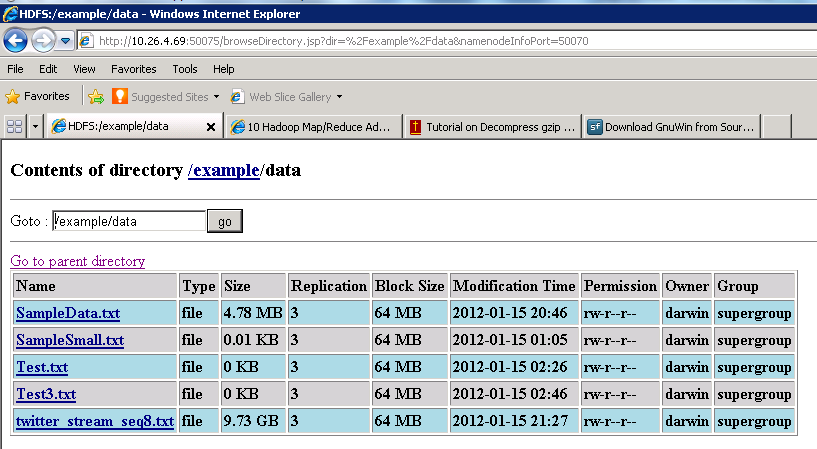 HDFS:/example/data - Windows Internet Explorer
http://10.26.4.69:50075/browseDirectory.jsp?dir=%2Fexample%2Fdata&namenodeInfoPort=50070
File Edit View Favorites Tools Help
Favorites Suggested Sites Web Slice Gallery
HDFS:/example/data 10 Hadoop Map/Reduce Ad... Tutorial on Decompress gzip ... sf Download GnuWin from Sour...
Contents of directory /example/data
Goto : /example/data go
Go to parent directory
Name Type Size Replication Block Size Modification Time Permission Owner Group
SampleData.txt file 4.78 MB 3 64 MB 2012-01-15 20:46 rw-r--r-- darwin supergroup
SampleSmall.txt file 0.01 KB 3 64 MB 2012-01-15 01:05 rw-r--r-- darwin supergroup
Test.txt file 0 KB 3 64 MB 2012-01-15 02:26 rw-r--r-- darwin supergroup
Test3.txt file 0 KB 3 64 MB 2012-01-15 02:46 rw-r--r-- darwin supergroup
twitter_stream_seq8.txt file 9.73 GB 3 64 MB 2012-01-15 21:27 rw-r--r-- darwin supergroup